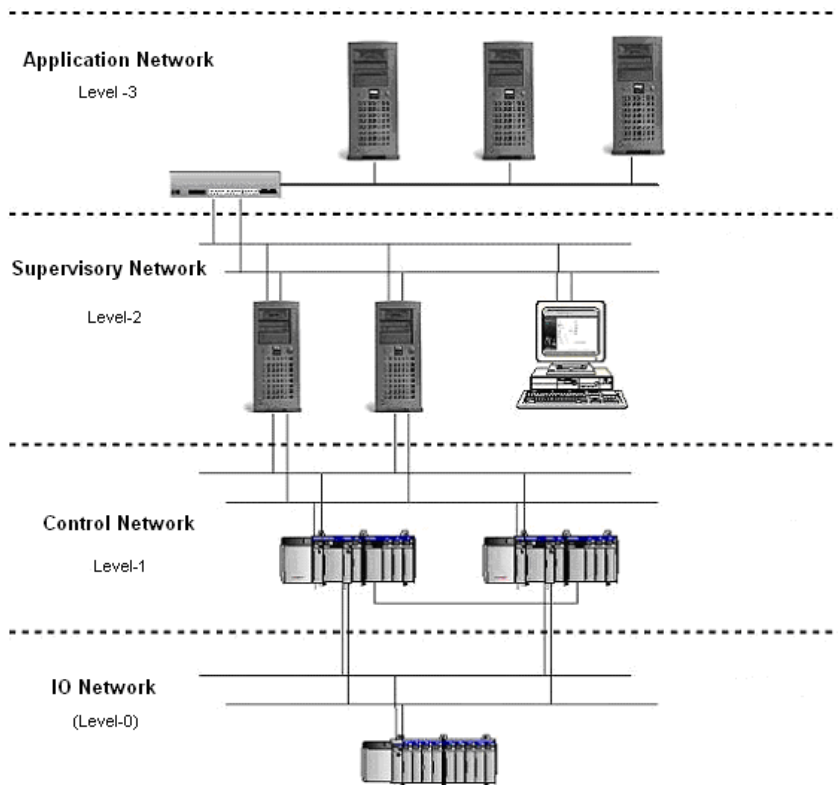 Application Network
Level -3
Supervisory Network
Level-2
Control Network
Level-1
IO Network
(Level-0)